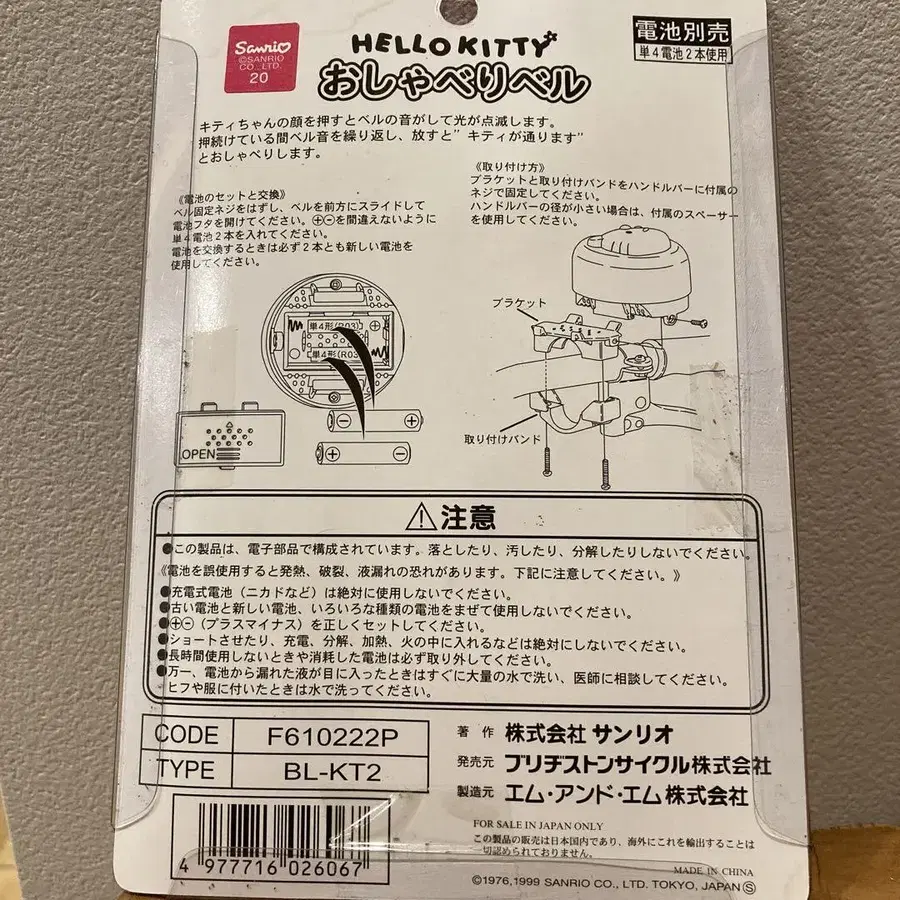 Sanrio
©SANRIO
CO., LTD.
20
HELLO KITTY
おしゃべりベル
電池別売
単4電池2本使用
キティちゃんの顔を押すとベルの音がして光が点滅します。
押続けている間ベル音を繰り返し、放すと"キティが通ります"
とおしゃべりします。
《電池のセットと交換》
ベル固定ネジをはずし、ベルを前方にスライドして
電池フタを開けてください。⊕⊖を間違えないように
単4電池2本を入れてください。
電池を交換するときは必ず2本とも新しい電池を
使用してください。
《取り付け方》
ブラケットと取り付けバンドをハンドルバーに付属の
ネジで固定してください。
ハンドルバーの径が小さい場合は、付属のスペーサー
を使用してください。
単4形(R03)
単4形(R03)
OPEN
ブラケット
取り付けバンド
⚠注意
●この製品は、電子部品で構成されています。落としたり、汚したり、分解したりしないでください。
《電池を誤使用すると発熱、破裂、液漏れの恐れがあります。下記に注意してください。》
●充電式電池（ニカドなど）は絶対に使用しないでください。
●古い電池と新しい電池、いろいろな種類の電池をまぜて使用しないでください。
●⊕⊖（プラスマイナス）を正しくセットしてください。
●ショートさせたり、充電、分解、加熱、火の中に入れるなどは絶対にしないでください。
●長時間使用しないときや消耗した電池は必ず取り外してください。
●万一、電池から漏れた液が目に入ったときはすぐに大量の水で洗い、医師に相談してください。
ヒフや服に付いたときは水で洗ってください。
CODE F610222P
TYPE BL-KT2
著作 株式会社 サンリオ
発売元 ブリヂストンサイクル株式会社
製造元 エム・アンド・エム株式会社
4 977716 026067
FOR SALE IN JAPAN ONLY
この製品の販売は日本国内であり、海外にこれを輸出することは
一切認められておりません。
MADE IN CHINA
©1976,1999 SANRIO CO., LTD. TOKYO, JAPAN Ⓢ